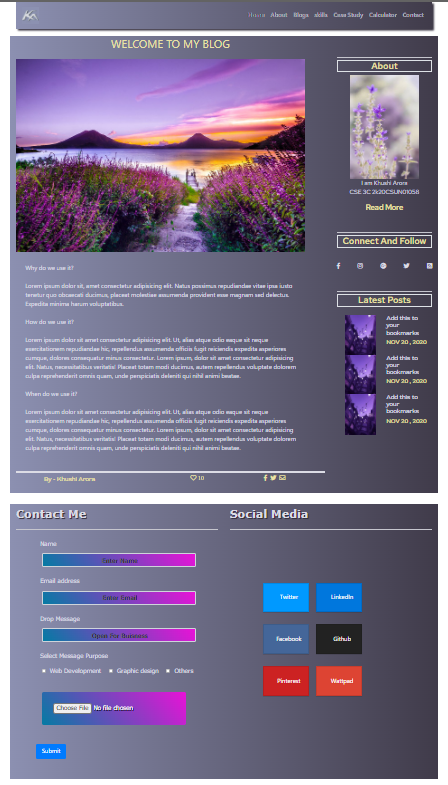 Home About Blogs skills Case Study Calculator Contact
WELCOME TO MY BLOG
Why do we use it?
Lorem ipsum dolor sit, amet consectetur adipisicing elit. Natus possimus repudiandae vitae ipsa iusto
tenetur quo obcaecati ducimus, placeat molestiae assumenda provident esse magnam sed delectus.
Expedita minima harum voluptatibus.
How do we use it?
Lorem ipsum, dolor sit amet consectetur adipisicing elit. Ut, alias atque odio eaque sit neque
exercitationem repudiandae hic, repellendus assumenda officiis fugit reiciendis expedita asperiores
cumque, dolores consequatur minus consectetur. Lorem ipsum, dolor sit amet consectetur adipisicing
elit. Natus, necessitatibus veritatis! Placeat totam modi ducimus, autem repellendus voluptate dolorem
culpa reprehenderit omnis quam, unde perspiciatis deleniti qui nihil animi beatae.
When do we use it?
Lorem ipsum, dolor sit amet consectetur adipisicing elit. Ut, alias atque odio eaque sit neque
exercitationem repudiandae hic, repellendus assumenda officiis fugit reiciendis expedita asperiores
cumque, dolores consequatur minus consectetur. Lorem ipsum, dolor sit amet consectetur adipisicing
elit. Natus, necessitatibus veritatis! Placeat totam modi ducimus, autem repellendus voluptate dolorem
culpa reprehenderit omnis quam, unde perspiciatis deleniti qui nihil animi beatae.
By - Khushi Arora
10
About
I am Khushi Arora
CSE 3C 2k20CSUN01058
Read More
Connect And Follow
Latest Posts
Add this to
your
bookmarks
NOV 20 , 2020
Add this to
your
bookmarks
NOV 20 , 2020
Add this to
your
bookmarks
NOV 20 , 2020
Contact Me
Name
Enter Name
Email address
Enter Email
Drop Message
Open For Business
Select Message Purpose
Web Development Graphic design Others
Choose File No file chosen
Submit
Social Media
Twitter LinkedIn
Facebook Github
Pinterest Wattpad